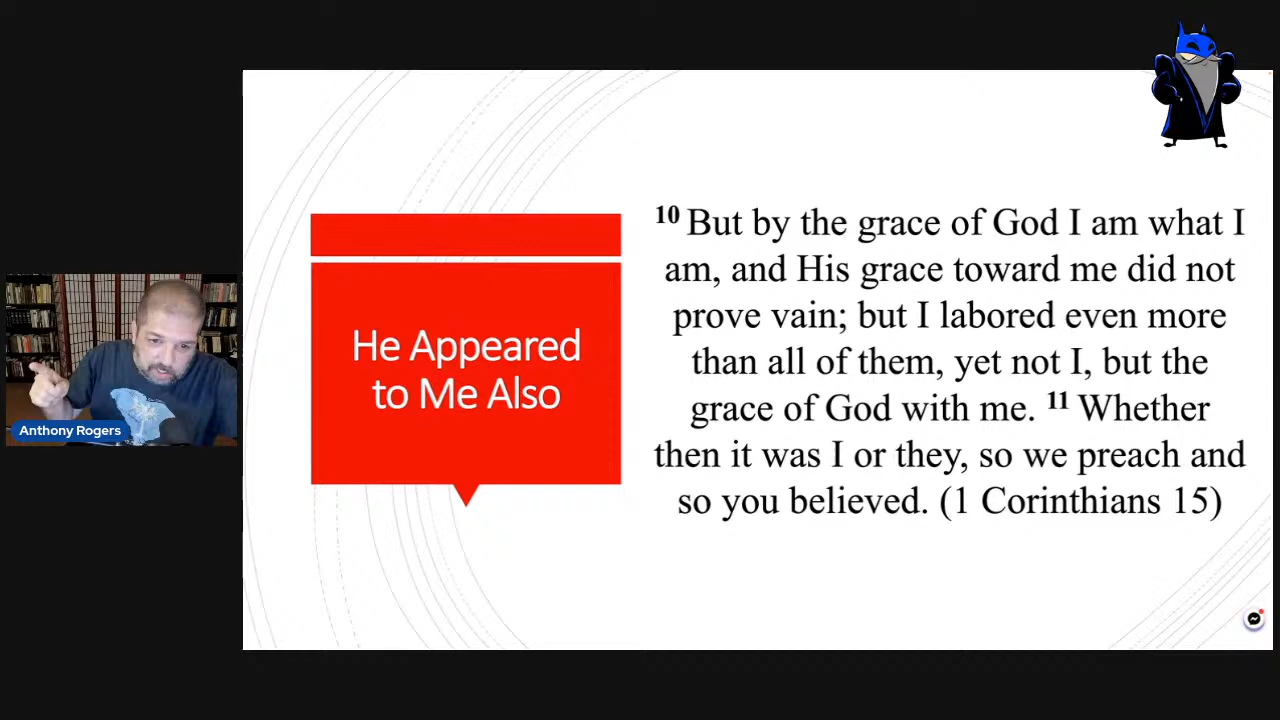 He Appeared
to Me Also
10 But by the grace of God I am what I
am, and His grace toward me did not
prove vain; but I labored even more
than all of them, yet not I, but the
grace of God with me. 11 Whether
then it was I or they, so we preach and
so you believed. (1 Corinthians 15)
Anthony Rogers